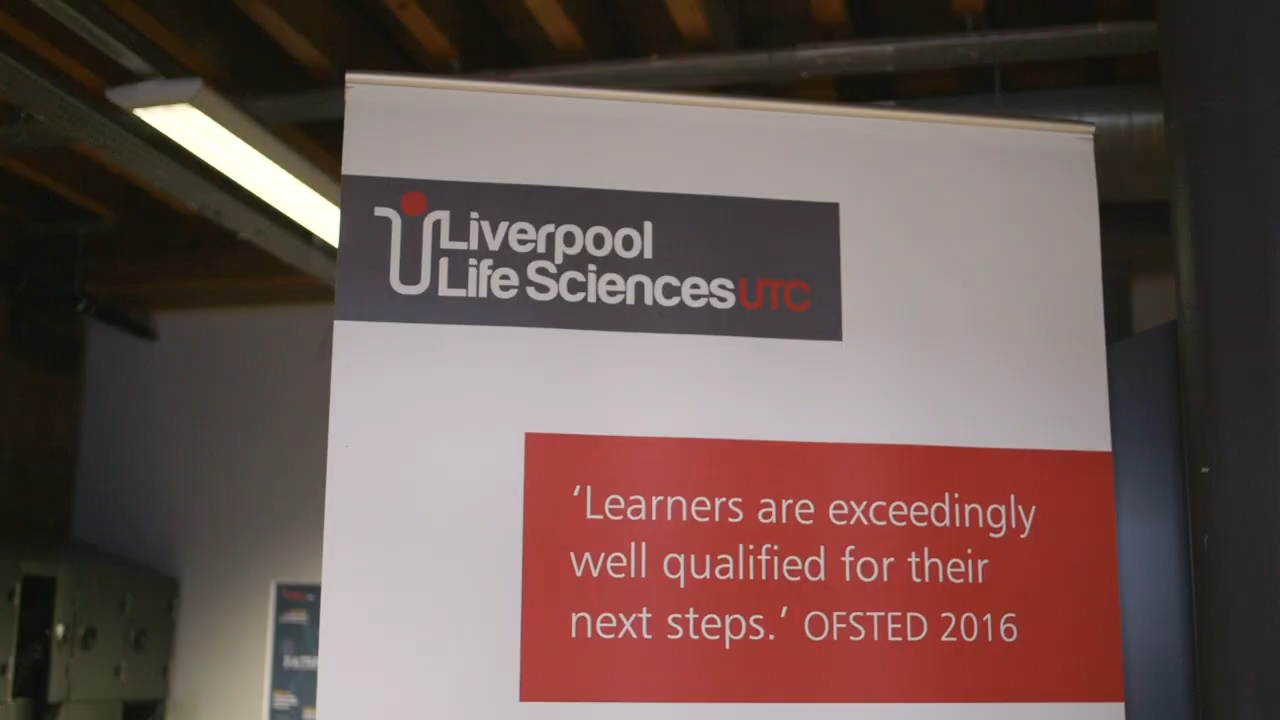 Liverpool
Life Sciences UTC
‘Learners are exceedingly
well qualified for their
next steps.’ OFSTED 2016